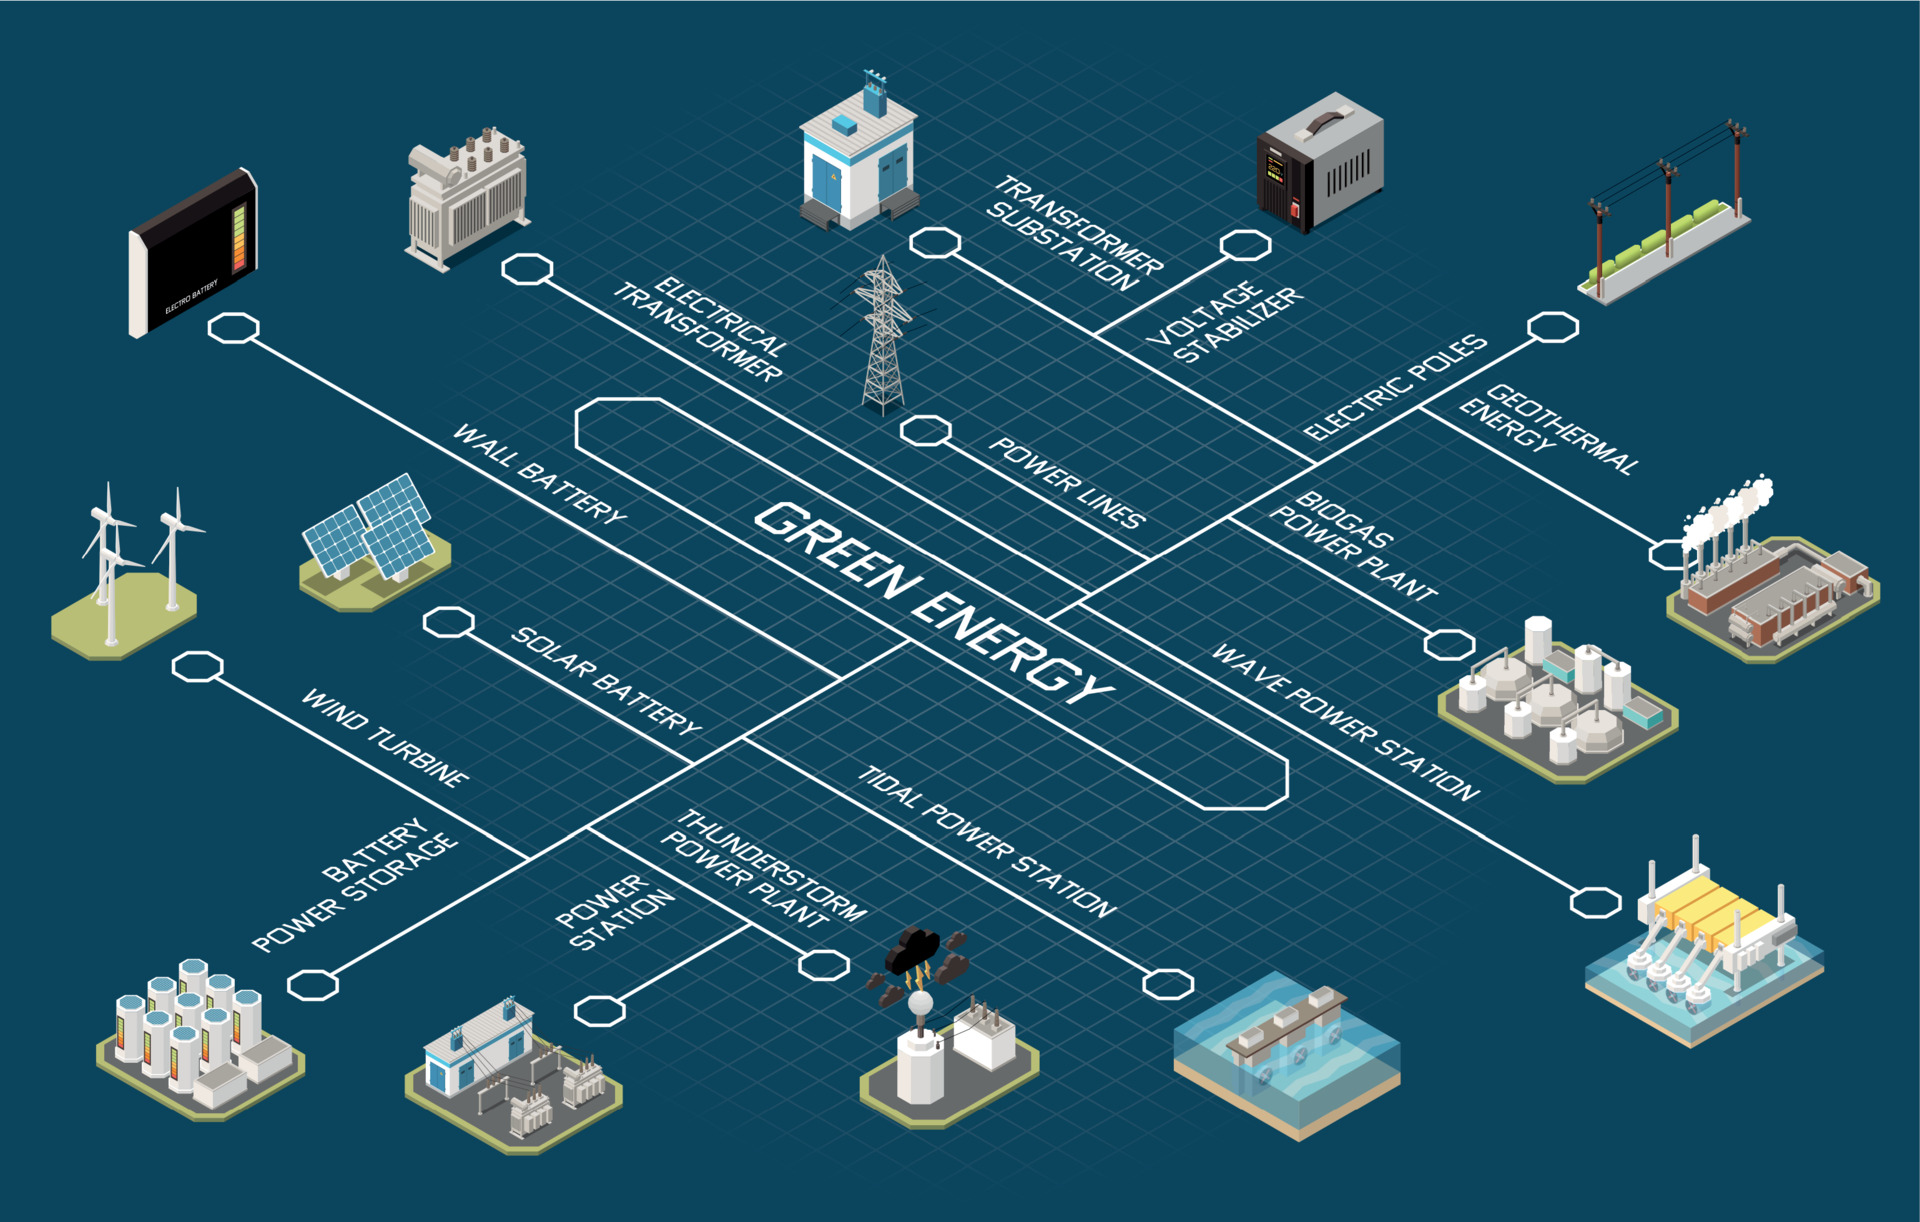 TRANSFORMER
SUBSTATION
VOLTAGE
STABILIZER
ELECTRICAL
TRANSFORMER
ELECTRO BATTERY
ELECTRIC POLES
GEOTHERMAL
ENERGY
WALL BATTERY
POWER LINES
BIOGAS
POWER PLANT
GREEN ENERGY
SOLAR BATTERY
WAVE POWER STATION
WIND TURBINE
TIDAL POWER STATION
BATTERY
POWER STORAGE
THUNDERSTORM
POWER PLANT
POWER
STATION